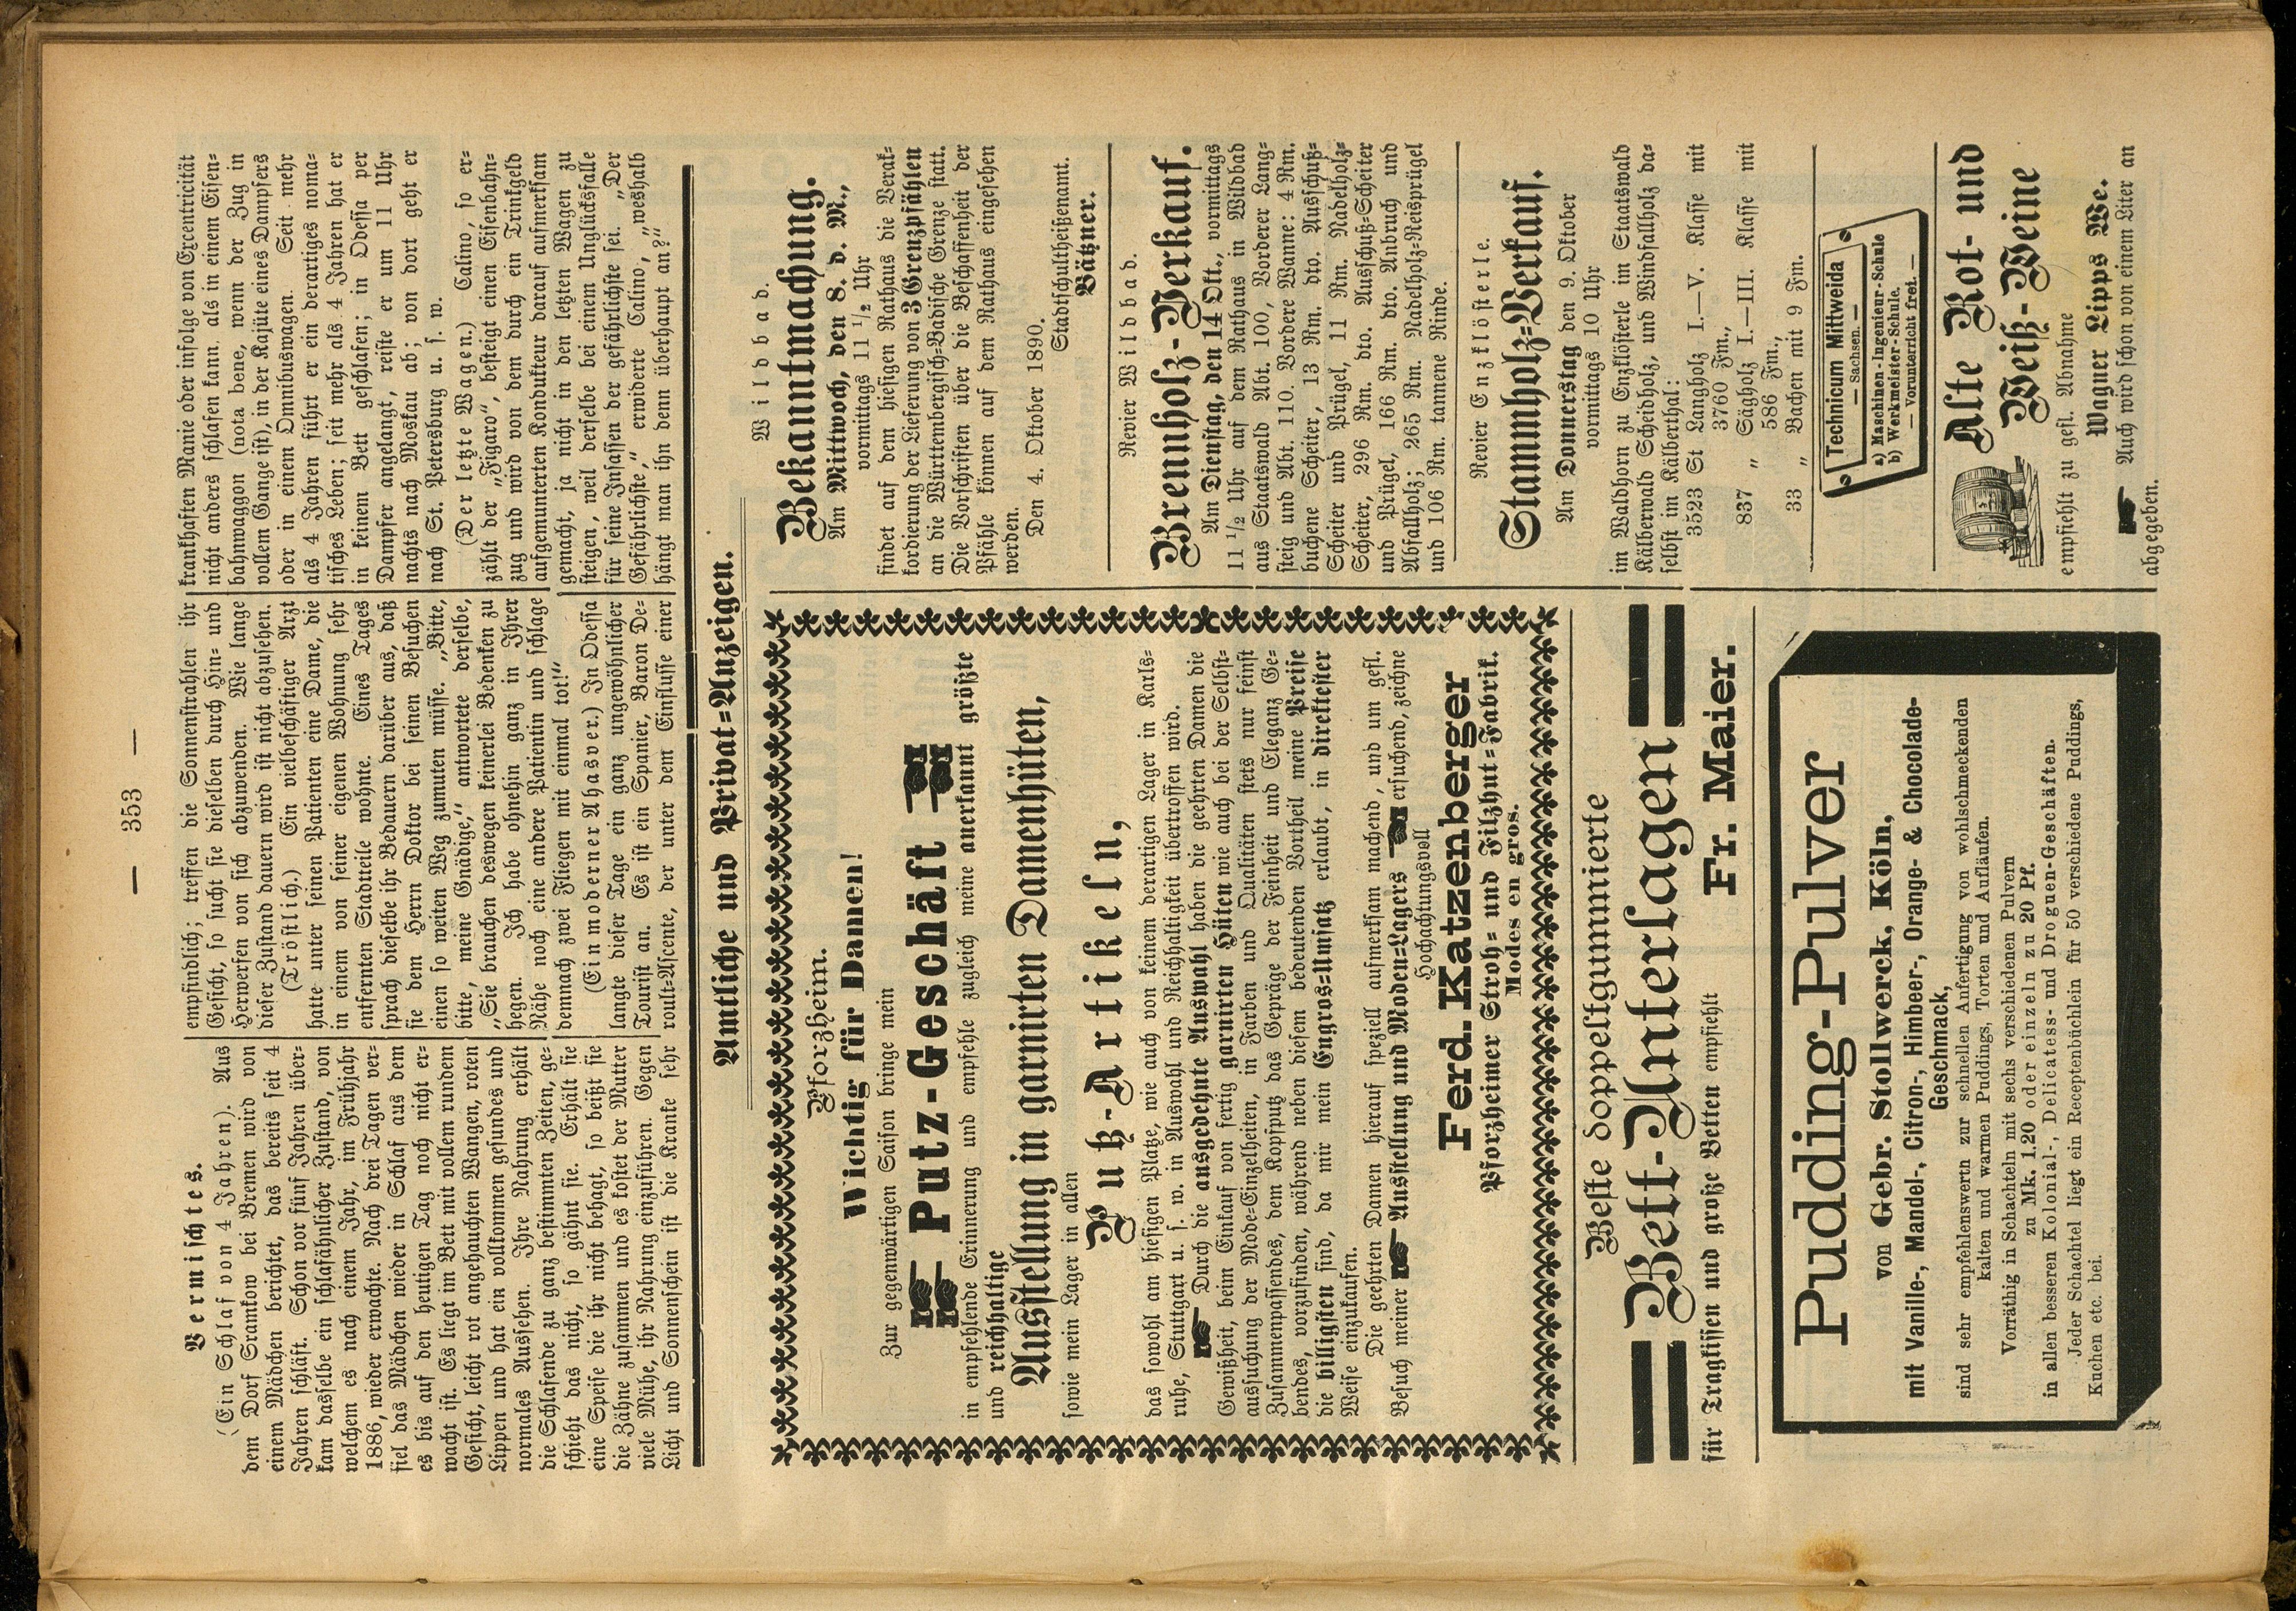 — 353 —
Vermischtes.
(Ein Schlaf von 4 Jahren). Aus
dem Dorf Gramkow bei Bremen wird von
einem Mädchen berichtet, das bereits seit 4
Jahren schläft. Schon vor fünf Jahren über-
kam dasselbe ein schlafähnlicher Zustand, von
welchem es nach einem Jahr, im Frühjahr
1886, wieder erwachte. Nach drei Tagen ver-
fiel das Mädchen wieder in Schlaf aus dem
es bis auf den heutigen Tag noch nicht er-
wacht ist. Es liegt im Bett mit vollem rundem
Gesicht, leicht rot angehauchten Wangen, roten
Lippen und hat ein vollkommen gesundes und
normales Aussehen. Ihre Nahrung erhält
die Schlafende zu ganz bestimmten Zeiten, ge-
schieht das nicht, so gähnt sie. Erhält sie
eine Speise die ihr nicht behagt, so beißt sie
die Zähne zusammen und es kostet der Mutter
viele Mühe, ihr Nahrung einzuführen. Gegen
Licht und Sonnenschein ist die Kranke sehr
empfindlich; treffen die Sonnenstrahlen ihr
Gesicht, so sucht sie dieselben durch Hin- und
Herwerfen von sich abzuwenden. Wie lange
dieser Zustand dauern wird ist nicht abzusehen.
(Tröstlich.) Ein vielbeschäftiger Arzt
hatte unter seinen Patienten eine Dame, die
in einem von seiner eigenen Wohnung sehr
entfernten Stadtteile wohnte. Eines Tages
sprach dieselbe ihr Bedauern darüber aus, daß
sie dem Herrn Doktor bei seinen Besuchen
einen so weiten Weg zumuten müsse. „Bitte,
bitte, meine Gnädige,“ antwortete derselbe,
„Sie brauchen deswegen keinerlei Bedenken zu
hegen. Ich habe ohnehin ganz in Ihrer
Nähe noch eine andere Patientin und schlage
demnach zwei Fliegen mit einmal tot!“
(Ein moderner Ahasver.) In Odessa
langte dieser Tage ein ganz ungewöhnlicher
Tourist an. Es ist ein Spanier, Baron De-
roult-Ascente, der unter dem Einflusse einer
krankhaften Manie oder infolge von Excentricität
nicht anders schlafen kann, als in einem Eisen-
bahnwaggon (nota bene, wenn der Zug in
vollem Gange ist), in der Kajüte eines Dampfers
oder in einem Omnibuswagen. Seit mehr
als 4 Jahren führt er ein derartiges noma-
tisches Leben; seit mehr als 4 Jahren hat er
in keinem Bett geschlafen; in Odessa per
Dampfer angelangt, reiste er um 11 Uhr
nachts nach Moskau ab; von dort geht er
nach St. Petersburg u. s. w.
(Der letzte Wagen.) Calino, so er-
zählt der „Figaro“, besteigt einen Eisenbahn-
zug und wird von dem durch ein Trinkgeld
aufgemunterten Kondukteur darauf aufmerksam
gemacht, ja nicht in den letzten Wagen zu
steigen, weil derselbe bei einem Unglücksfalle
für seine Insassen der gefährlichste sei. „Der
Gefährlichste,“ erwiderte Calino, „weshalb
hängt man ihn denn überhaupt an?“
Amtliche und Privat-Anzeigen.
Pforzheim.
Wichtig für Damen!
Zur gegenwärtigen Saison bringe mein
Putz-Geschäft
in empfehlende Erinnerung und empfehle zugleich meine anerkannt größte
und reichhaltige
Ausstellung in garnirten Damenhüten,
sowie mein Lager in allen
Putz-Artikeln,
das sowohl am hiesigen Platze, wie auch von keinem derartigen Lager in Karls-
ruhe, Stuttgart u. s. w. in Auswahl und Reichhaltigkeit übertroffen wird.
Durch die ausgedehnte Auswahl haben die geehrten Damen die
Gewißheit, beim Einkauf von fertig garnirten Hüten wie auch bei der Selbst-
aussuchung der Mode-Einzelheiten, in Farben und Qualitäten stets nur feinst
Zusammenpassendes, dem Kopfputz das Gepräge der Feinheit und Eleganz Ge-
bendes, vorzufinden, während neben diesem bedeutenden Vortheil meine Preise
die billigsten sind, da mir mein Engros-Umsatz erlaubt, in direktester
Weise einzukaufen.
Die geehrten Damen hierauf speziell aufmerksam machend, und um gefl.
Besuch meiner Ausstellung und Moden-Lagers ersuchend, zeichne
Hochachtungsvoll
Ferd. Katzenberger
Pforzheimer Stroh- und Filzhut-Fabrik.
Modes en gros.
Beste doppeltgummierte
Bett-Unterlagen
für Tragkissen und große Betten empfiehlt
Fr. Maier.
Pudding-Pulver
von Gebr. Stollwerck, Köln,
mit Vanille-, Mandel-, Citron-, Himbeer-, Orange- & Chocolade-
Geschmack,
sind sehr empfehlenswertn zur schnellen Anfertigung von wohlschmeckenden
kalten und warmen Puddings, Torten und Aufläufen.
Vorräthig in Schachteln mit sechs verschiedenen Pulvern
zu Mk. 1.20 oder einzeln zu 20 Pf.
in allen besseren Kolonial-, Delicatess- und Droguen-Geschäften.
Jeder Schachtel liegt ein Receptenbüchlein für 50 verschiedene Puddings,
Kuchen etc. bei.
Wildbad.
Bekanntmachung.
Am Mittwoch, den 8. d. M.,
vormittags 11 1/2 Uhr
findet auf dem hiesigen Rathaus die Verak-
kordierung der Lieferung von 3 Grenzpfählen
an die Württembergisch-Badische Grenze statt.
Die Vorschriften über die Beschaffenheit der
Pfähle können auf dem Rathaus eingesehen
werden.
Den 4. Oktober 1890.
Stadtschultheißenamt.
Bätzner.
Revier Wildbad.
Brennholz-Verkauf.
Am Dienstag, den 14 Okt., vormittags
11 1/2 Uhr auf dem Rathaus in Wildbad
aus Staatswald Abt. 100, Vorderer Lang-
steig und Abt. 110. Vordere Wanne: 4 Rm.
buchene Scheiter, 13 Rm. dto. Ausschuß-
Scheiter und Prügel, 11 Rm. Nadelholz-
Scheiter, 296 Rm. dto. Ausschuß-Scheiter
und Prügel, 166 Rm. dto. Anbruch und
Abfallholz; 265 Rm. Nadelholz-Reisprügel
und 106 Rm. tannene Rinde.
Revier Enzklösterle.
Stammholz-Verkauf.
Am Donnerstag den 9. Oktober
vormittags 10 Uhr
im Waldhorn zu Enzklösterle im Staatswald
Kälberwald Scheidholz, und Windfallholz da-
selbst im Kälberthal:
3523 St Langholz I.—V. Klasse mit
3760 Fm.,
837 „ Sägholz I.—III. Klasse mit
586 Fm.,
33 „ Bachen mit 9 Fm.
Technicum Mittweida
— Sachsen. —
a) Maschinen-Ingenieur-Schule
b) Werkmeister-Schule.
— Vorunterricht frei. —
Alte Rot- und
Weiß-Weine
empfiehlt zu gefl. Abnahme
Wagner Lipps We.
Auch wird schon von einem Liter an
abgegeben.